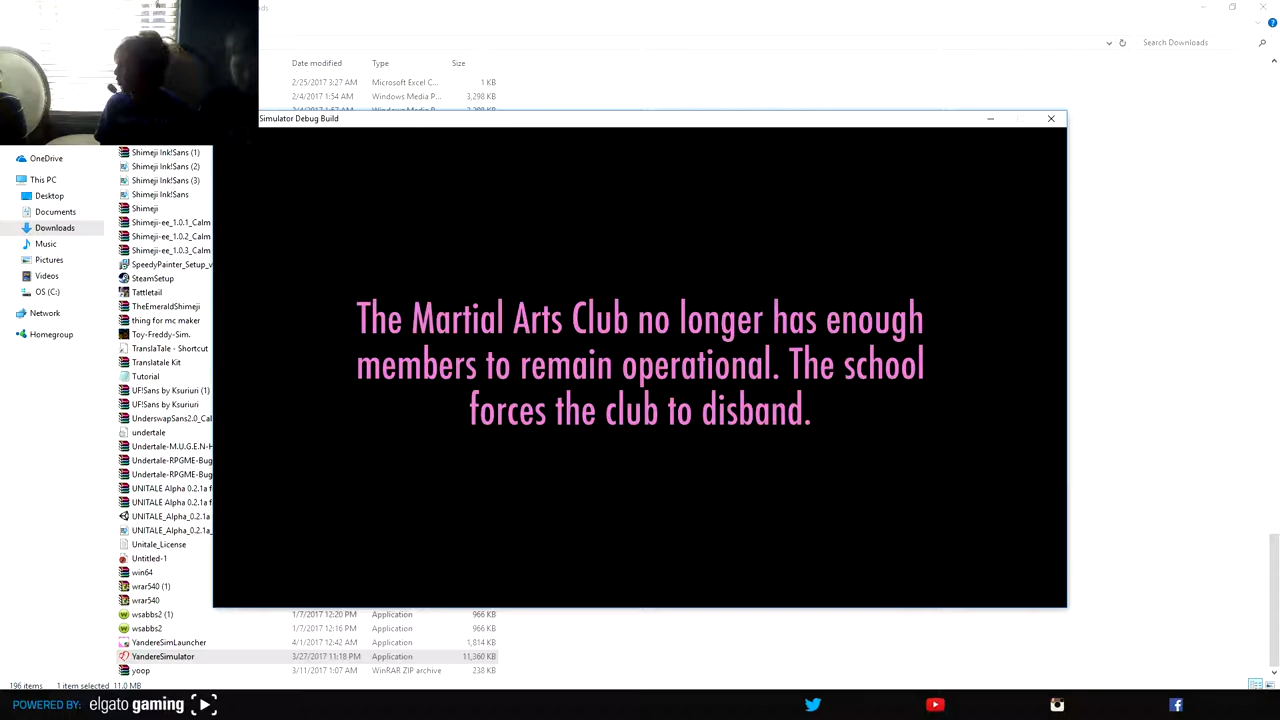 ds
Search Downloads
Date modified Type Size
2/25/2017 3:27 AM Microsoft Excel C... 1 KB
2/4/2017 1:54 AM Windows Media P... 3,298 KB
Simulator Debug Build
OneDrive
This PC
Desktop
Documents
Downloads
Music
Pictures
Videos
OS (C:)
Network
Homegroup
Shimeji Ink!Sans (1)
Shimeji Ink!Sans (2)
Shimeji Ink!Sans (3)
Shimeji Ink!Sans
Shimeji
Shimeji-ee_1.0.1_Calm
Shimeji-ee_1.0.2_Calm
Shimeji-ee_1.0.3_Calm
SpeedyPainter_Setup_v
SteamSetup
Tattletail
TheEmeraldShimeji
thing for mc maker
Toy-Freddy-Sim.
TranslaTale - Shortcut
Translatale Kit
Tutorial
UF!Sans by Ksuriuri (1)
UF!Sans by Ksuriuri
UnderswapSans2.0_Cal
undertale
Undertale-M.U.G.E.N-H
Undertale-RPGME-Bug
Undertale-RPGME-Bug
UNITALE Alpha 0.2.1a f
UNITALE Alpha 0.2.1a f
UNITALE_Alpha_0.2.1a
UNITALE_Alpha_0.2.1a_
Unitale_License
Untitled-1
win64
wrar540 (1)
wrar540
The Martial Arts Club no longer has enough
members to remain operational. The school
forces the club to disband.
wsabbs2 (1) 1/7/2017 12:20 PM Application 966 KB
wsabbs2 1/7/2017 12:16 PM Application 966 KB
YandereSimLauncher 4/1/2017 12:42 AM Application 1,814 KB
YandereSimulator 3/27/2017 11:18 PM Application 11,360 KB
yoop 3/11/2017 1:07 AM WinRAR ZIP archive 238 KB
196 items 1 item selected 11.0 MB
POWERED BY: elgato gaming